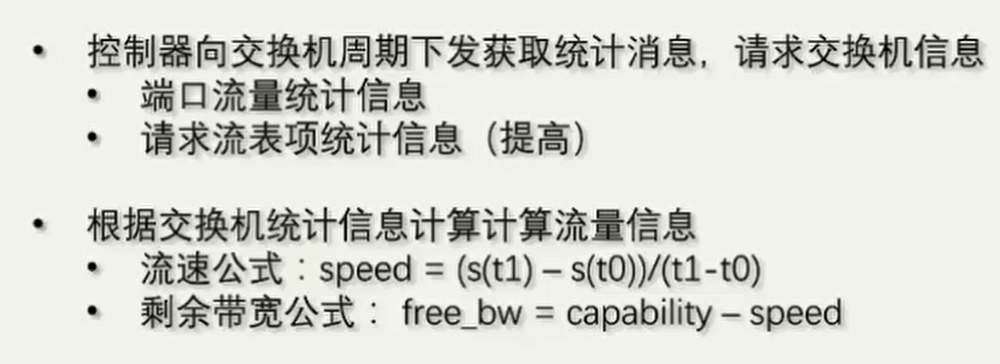 • 控制器向交换机周期下发获取统计消息，请求交换机信息
• 端口流量统计信息
• 请求流表项统计信息（提高）
• 根据交换机统计信息计算计算流量信息
• 流速公式：speed = (s(t1) – s(t0))/(t1-t0)
• 剩余带宽公式： free_bw = capability – speed